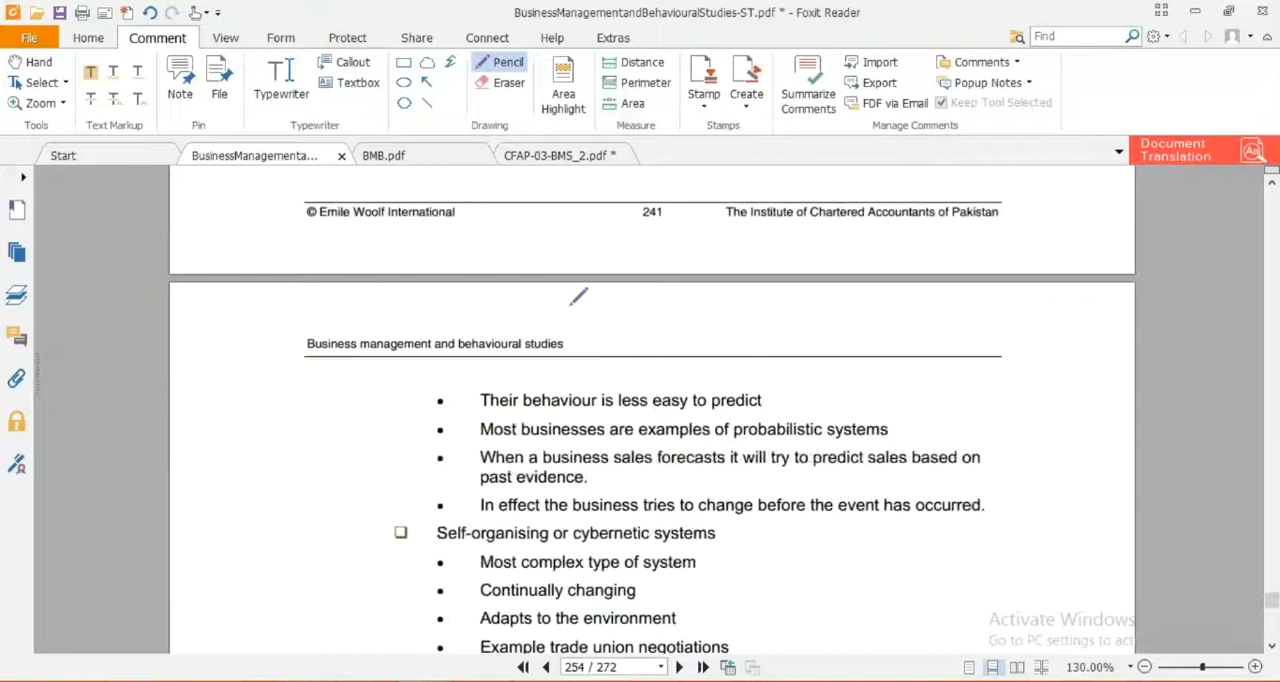 BusinessManagementandBehaviouralStudies-ST.pdf * - Foxit Reader
File Home Comment View Form Protect Share Connect Help Extras Find
Hand
Select
Zoom
Tools
Text Markup
Note
File
Pin
Typewriter
Callout
Textbox
Typewriter
Pencil
Eraser
Drawing
Area
Highlight
Distance
Perimeter
Area
Measure
Stamp
Create
Stamps
Summarize
Comments
Import
Export
FDF via Email
Comments
Popup Notes
Keep Tool Selected
Manage Comments
Start BusinessManagementa... x BMB.pdf CFAP-03-BMS_2.pdf *
Document
Translation
© Emile Woolf International 241 The Institute of Chartered Accountants of Pakistan
Business management and behavioural studies
• Their behaviour is less easy to predict
• Most businesses are examples of probabilistic systems
• When a business sales forecasts it will try to predict sales based on
past evidence.
• In effect the business tries to change before the event has occurred.
❑ Self-organising or cybernetic systems
• Most complex type of system
• Continually changing
• Adapts to the environment
• Example trade union negotiations
Activate Windows
Go to PC settings to act
254 / 272 130.00%